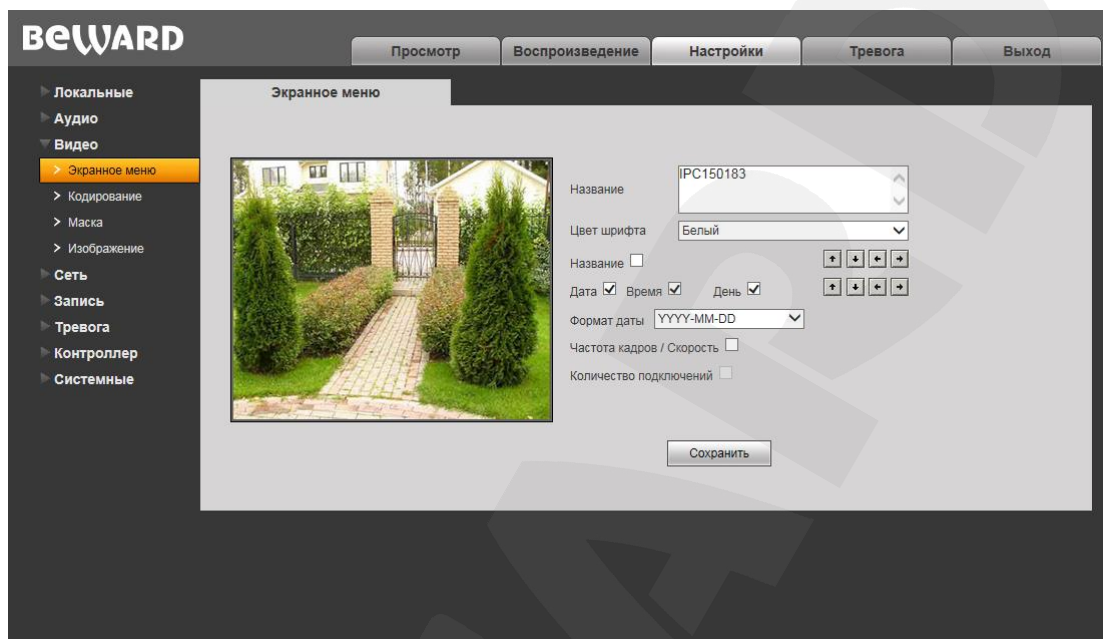 BEWARD
Просмотр Воспроизведение Настройки Тревога Выход
Локальные
Аудио
Видео
Экранное меню
Кодирование
Маска
Изображение
Сеть
Запись
Тревога
Контроллер
Системные
Экранное меню
Название IPC150183
Цвет шрифта Белый
Название
Дата Время День
Формат даты YYYY-MM-DD
Частота кадров / Скорость
Количество подключений
Сохранить